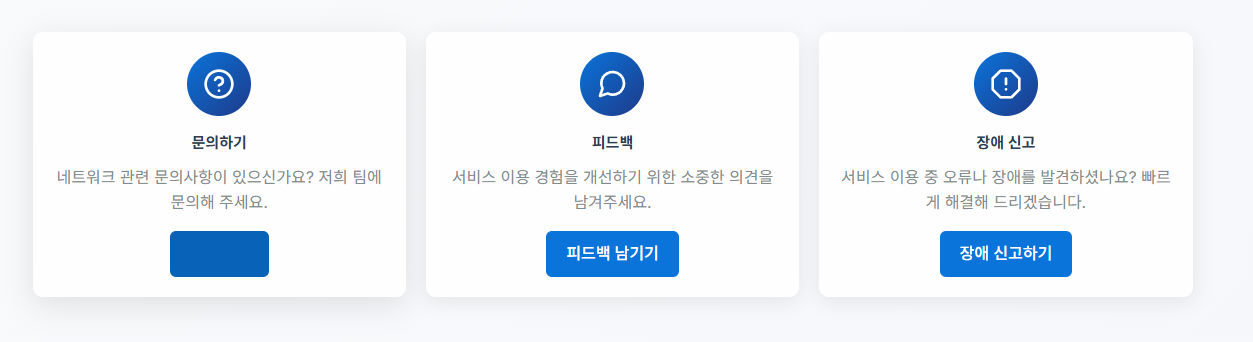 문의하기
네트워크 관련 문의사항이 있으신가요? 저희 팀에
문의해 주세요.
피드백
서비스 이용 경험을 개선하기 위한 소중한 의견을
남겨주세요.
피드백 남기기
장애 신고
서비스 이용 중 오류나 장애를 발견하셨나요? 빠르
게 해결해 드리겠습니다.
장애 신고하기